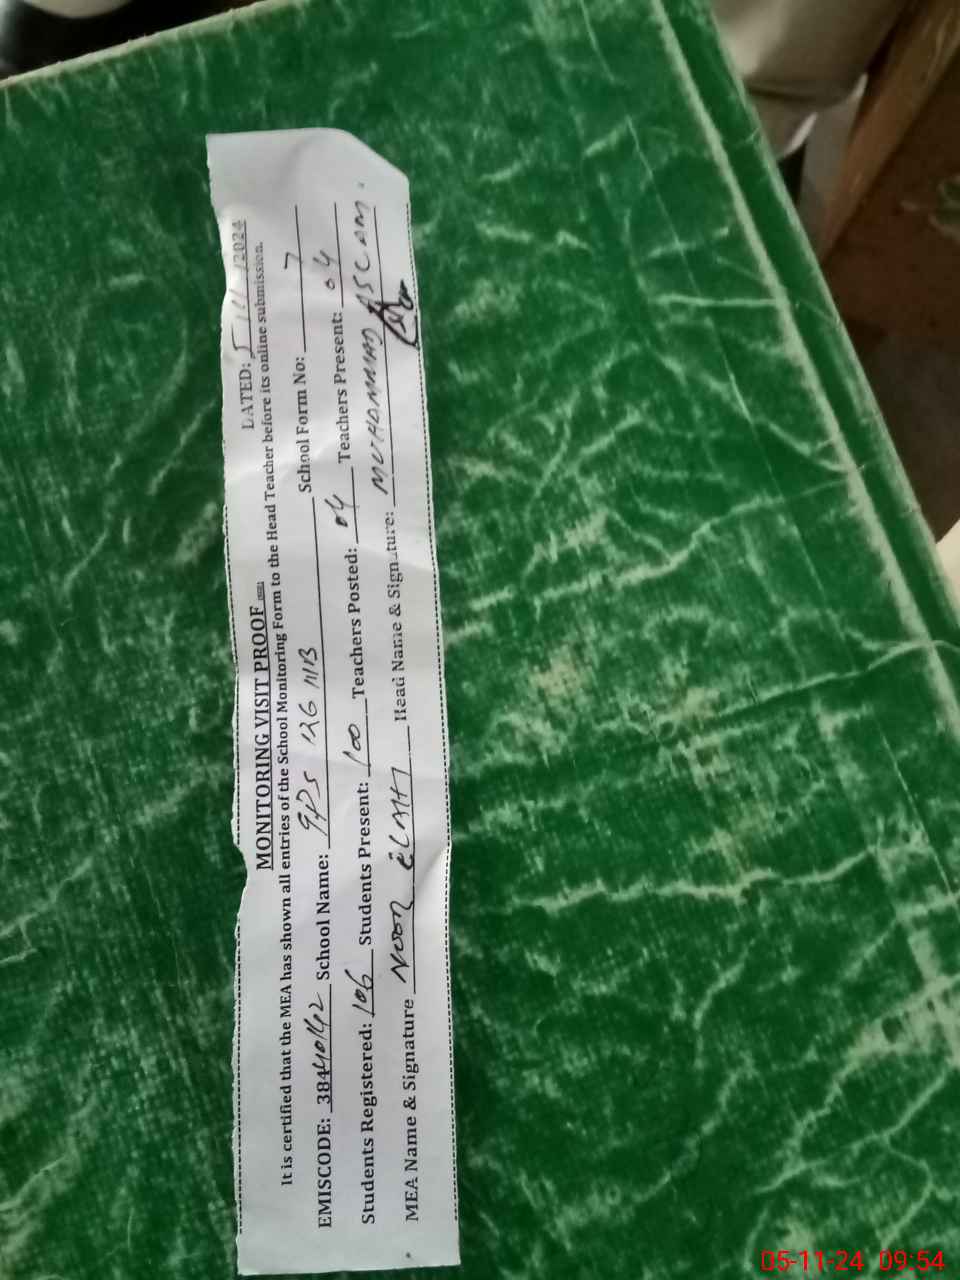 DATED: 5/11/2024
MONITORING VISIT PROOF
It is certified that the MEA has shown all entries of the School Monitoring Form to the Head Teacher before its online submission.
EMISCODE: 38440162 School Name: GPS 126 NB School Form No: 7
Students Registered: 106 Students Present: 100 Teachers Posted: 04 Teachers Present: 04
MEA Name & Signature NOOR ELAHI Head Name & Signature: MUHAMMAD ASLAM
05-11-24 09:54